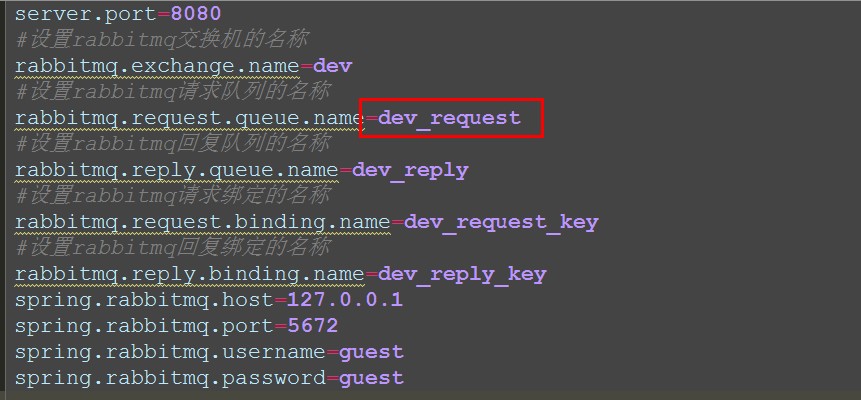 server.port=8080
#设置rabbitmq交换机的名称
rabbitmq.exchange.name=dev
#设置rabbitmq请求队列的名称
rabbitmq.request.queue.name=dev_request
#设置rabbitmq回复队列的名称
rabbitmq.reply.queue.name=dev_reply
#设置rabbitmq请求绑定的名称
rabbitmq.request.binding.name=dev_request_key
#设置rabbitmq回复绑定的名称
rabbitmq.reply.binding.name=dev_reply_key
spring.rabbitmq.host=127.0.0.1
spring.rabbitmq.port=5672
spring.rabbitmq.username=guest
spring.rabbitmq.password=guest